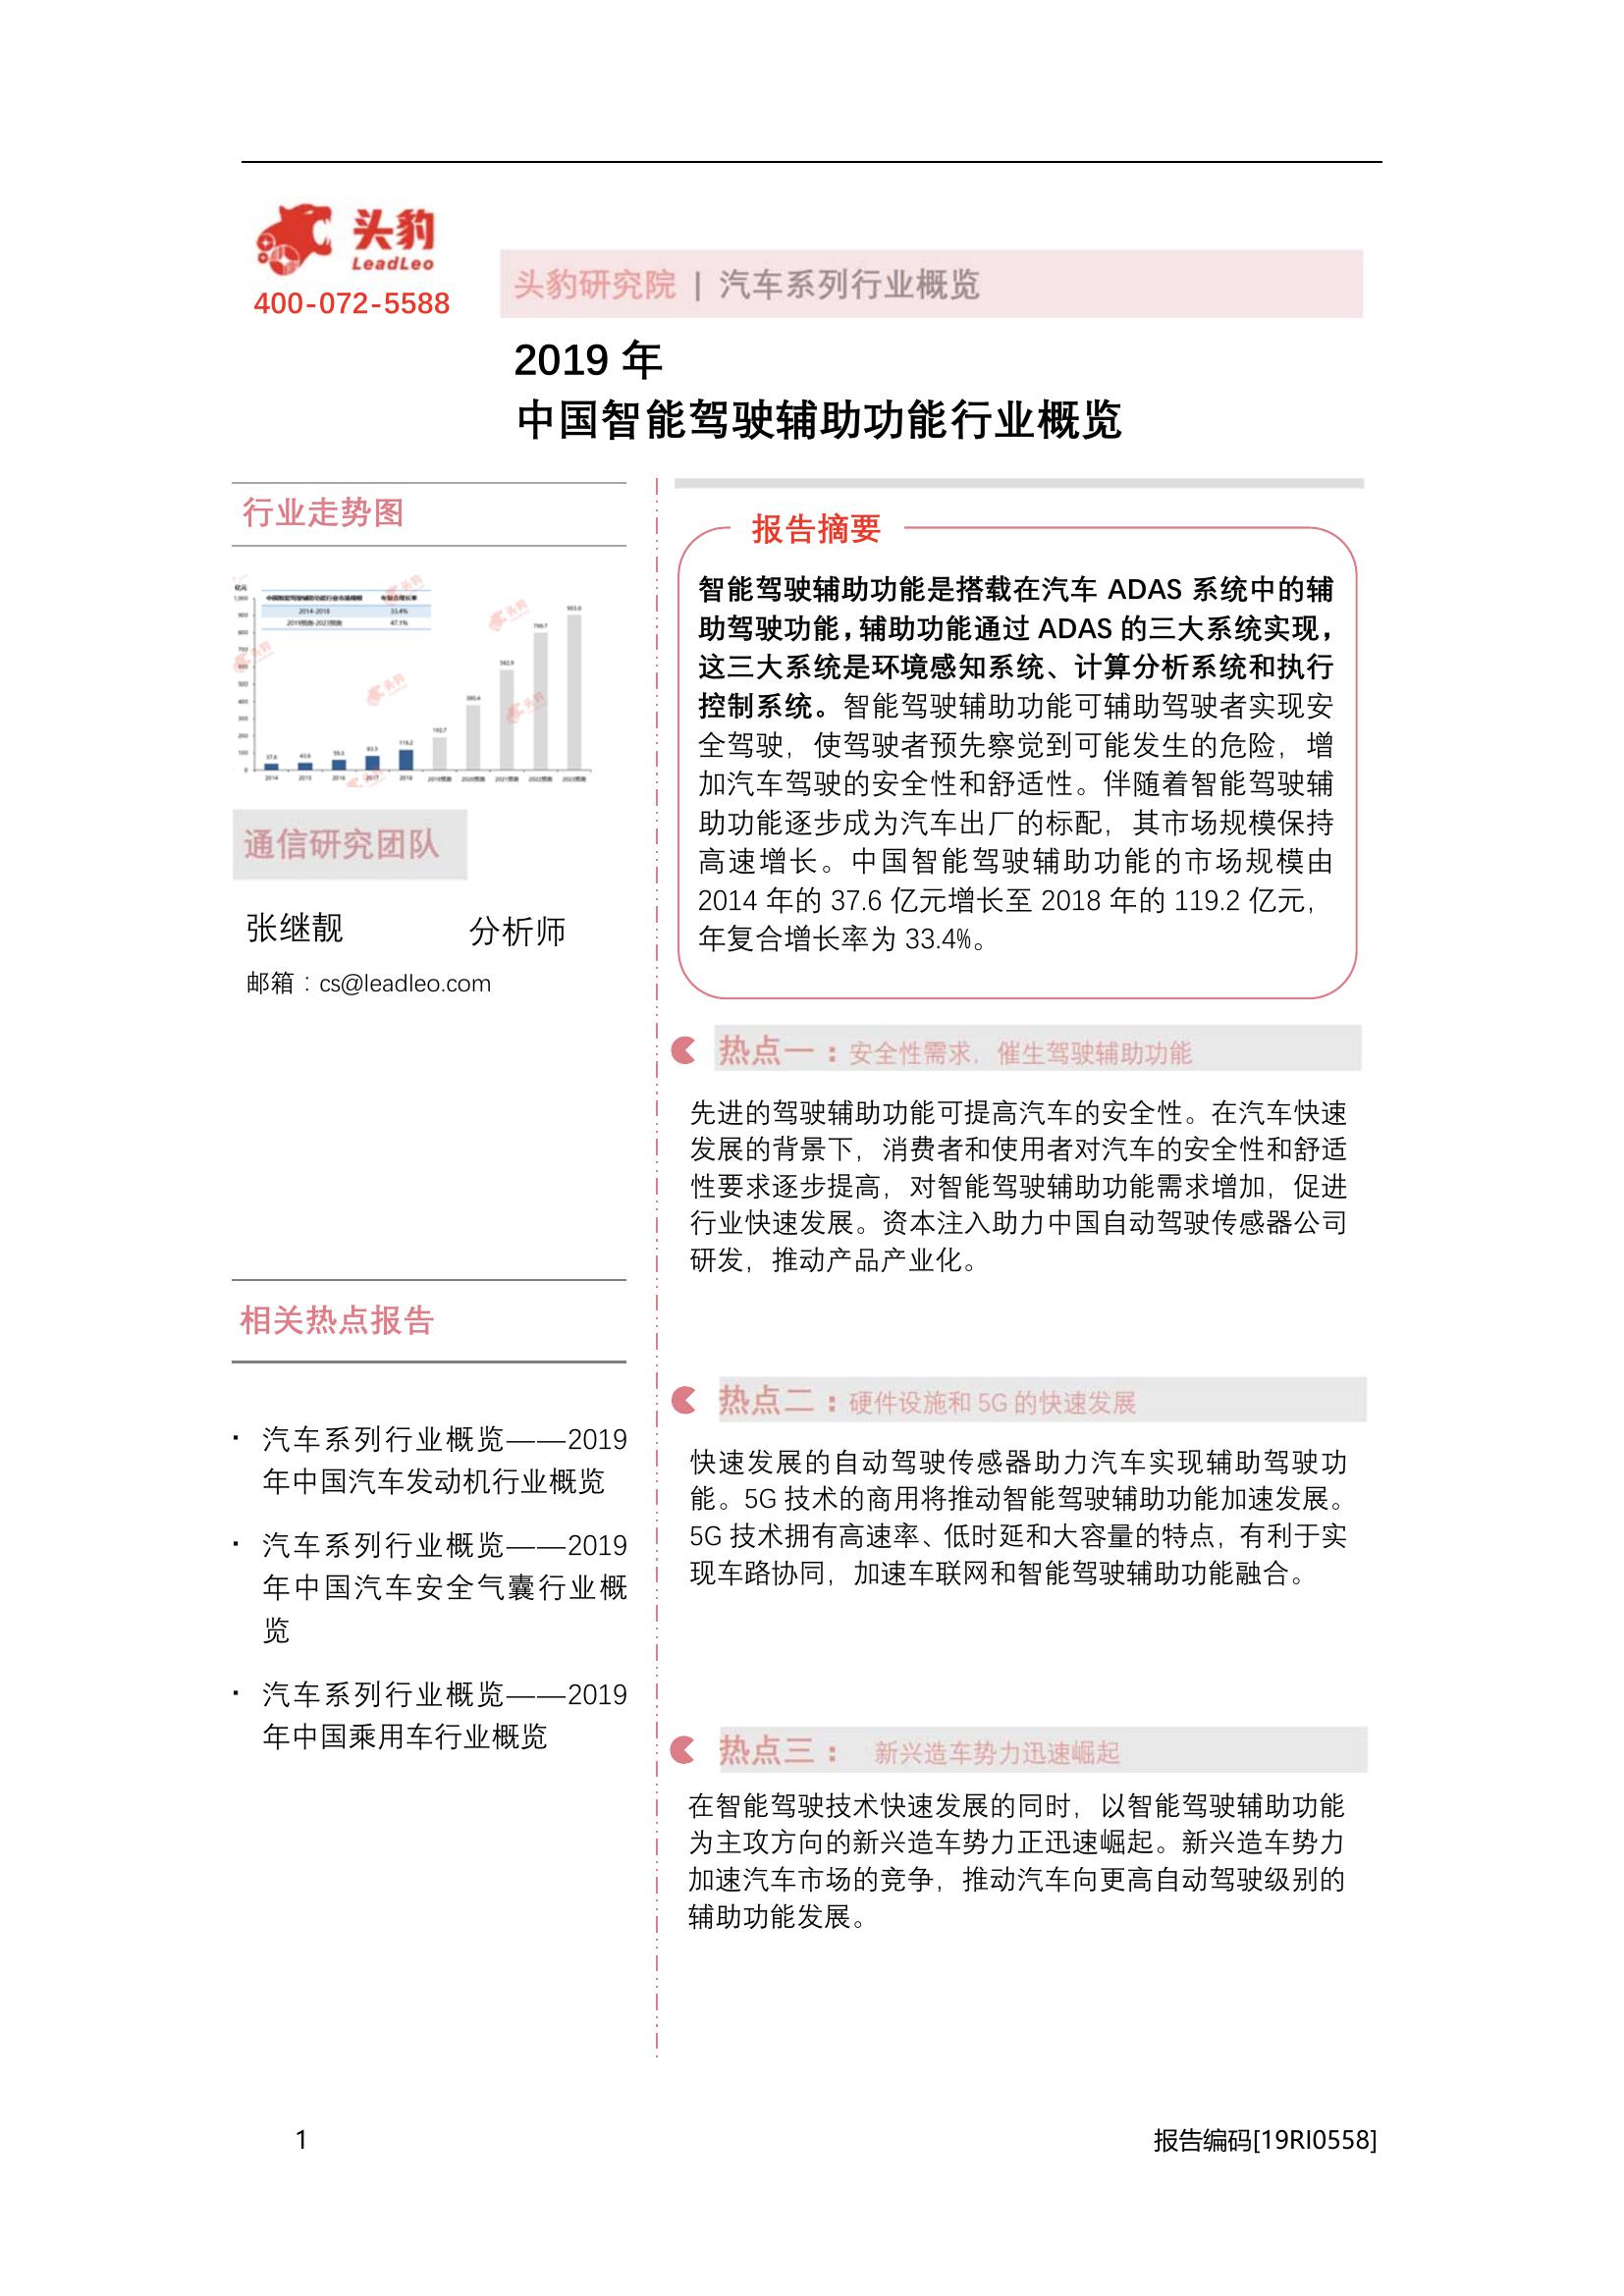 头豹
LeadLeo
400-072-5588
头豹研究院 | 汽车系列行业概览
2019 年
中国智能驾驶辅助功能行业概览
行业走势图
亿元
中国智能驾驶辅助功能行业市场规模 年复合增长率
2014-2018 33.4%
2019预测-2023预测 47.1%
1,000
900
800
700
600
500
400
300
200
100
0
37.6
59.3
83.5
119.2
192.7
380.4
582.9
799.7
903.0
2014 2015 2016 2017 2018 2019预测 2020预测 2021预测 2022预测 2023预测
通信研究团队
张继靓 分析师
邮箱：cs@leadleo.com
相关热点报告
· 汽车系列行业概览——2019
年中国汽车发动机行业概览
· 汽车系列行业概览——2019
年中国汽车安全气囊行业概
览
· 汽车系列行业概览——2019
年中国乘用车行业概览
报告摘要
智能驾驶辅助功能是搭载在汽车 ADAS 系统中的辅
助驾驶功能，辅助功能通过 ADAS 的三大系统实现，
这三大系统是环境感知系统、计算分析系统和执行
控制系统。智能驾驶辅助功能可辅助驾驶者实现安
全驾驶，使驾驶者预先察觉到可能发生的危险，增
加汽车驾驶的安全性和舒适性。伴随着智能驾驶辅
助功能逐步成为汽车出厂的标配，其市场规模保持
高速增长。中国智能驾驶辅助功能的市场规模由
2014 年的 37.6 亿元增长至 2018 年的 119.2 亿元，
年复合增长率为 33.4%。
热点一：安全性需求，催生驾驶辅助功能
先进的驾驶辅助功能可提高汽车的安全性。在汽车快速
发展的背景下，消费者和使用者对汽车的安全性和舒适
性要求逐步提高，对智能驾驶辅助功能需求增加，促进
行业快速发展。资本注入助力中国自动驾驶传感器公司
研发，推动产品产业化。
热点二：硬件设施和 5G 的快速发展
快速发展的自动驾驶传感器助力汽车实现辅助驾驶功
能。5G 技术的商用将推动智能驾驶辅助功能加速发展。
5G 技术拥有高速率、低时延和大容量的特点，有利于实
现车路协同，加速车联网和智能驾驶辅助功能融合。
热点三： 新兴造车势力迅速崛起
在智能驾驶技术快速发展的同时，以智能驾驶辅助功能
为主攻方向的新兴造车势力正迅速崛起。新兴造车势力
加速汽车市场的竞争，推动汽车向更高自动驾驶级别的
辅助功能发展。
1 报告编码[19RI0558]